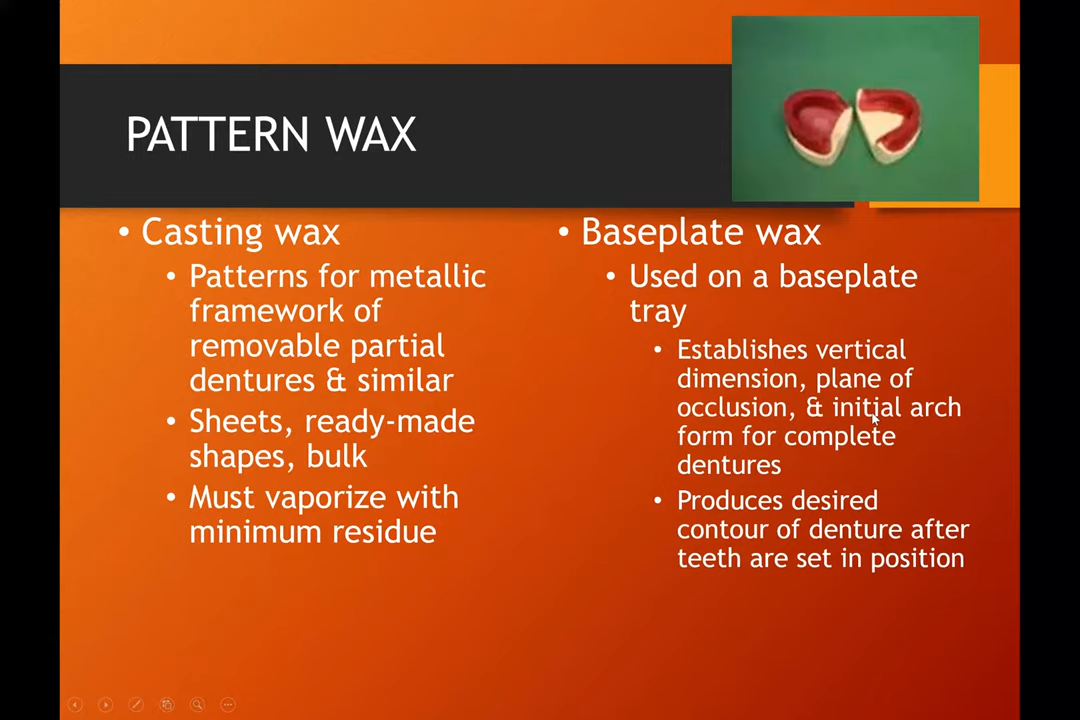 PATTERN WAX
• Casting wax
• Patterns for metallic
framework of
removable partial
dentures & similar
• Sheets, ready-made
shapes, bulk
• Must vaporize with
minimum residue
• Baseplate wax
• Used on a baseplate
tray
• Establishes vertical
dimension, plane of
occlusion, & initial arch
form for complete
dentures
• Produces desired
contour of denture after
teeth are set in position